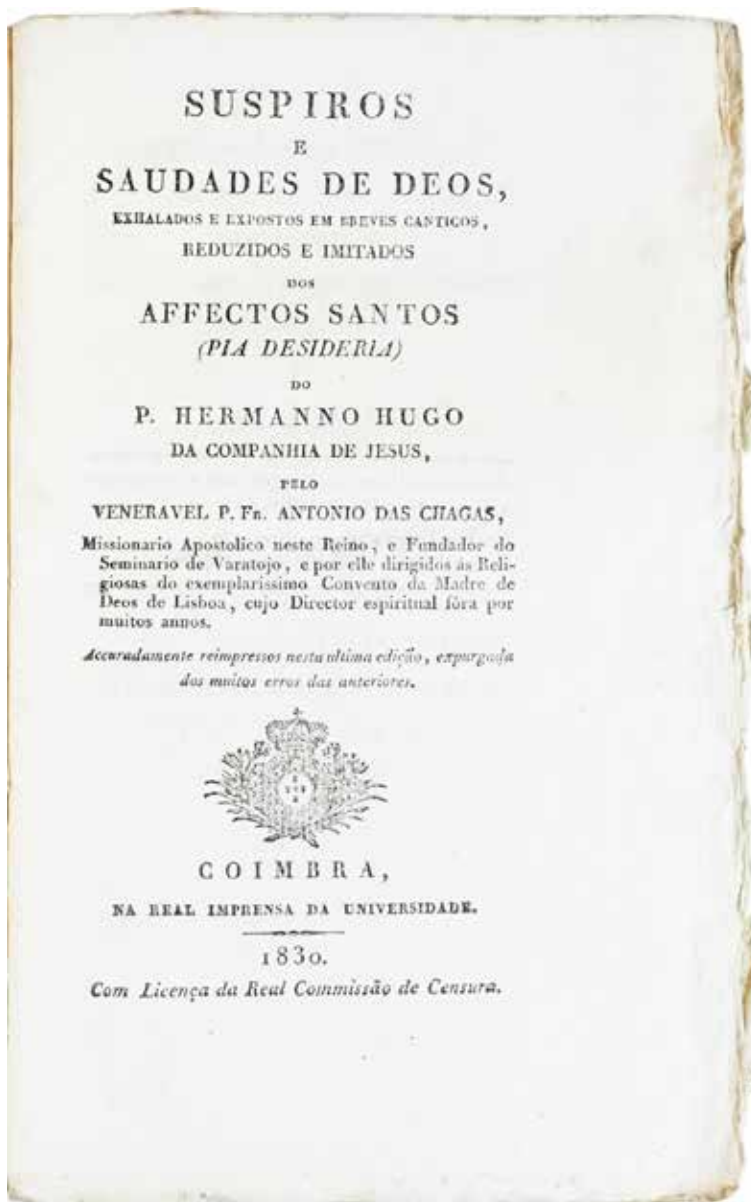 SUSPIROS
E
SAUDADES DE DEOS,
EXHALADOS E EXPOSTOS EM BREVES CANTICOS,
REDUZIDOS E IMITADOS
DOS
AFFECTOS SANTOS
(PIA DESIDERIA)
DO
P. HERMANNO HUGO
DA COMPANHIA DE JESUS,
PELO
VENERAVEL P. FR. ANTONIO DAS CHAGAS,
Missionario Apostolico neste Reino, e Fundador do
Seminario de Varatojo, e por elle dirigidos ás Reli-
giosas do exemplarissimo Convento da Madre de
Deos de Lisboa, cujo Director espiritual fôra por
muitos annos.
Accuradamente reimpressos nesta ultima edição, expurgada
dos muitos erros das anteriores.
COIMBRA,
NA REAL IMPRENSA DA UNIVERSIDADE.
1830.
Com Licença da Real Commissão de Censura.